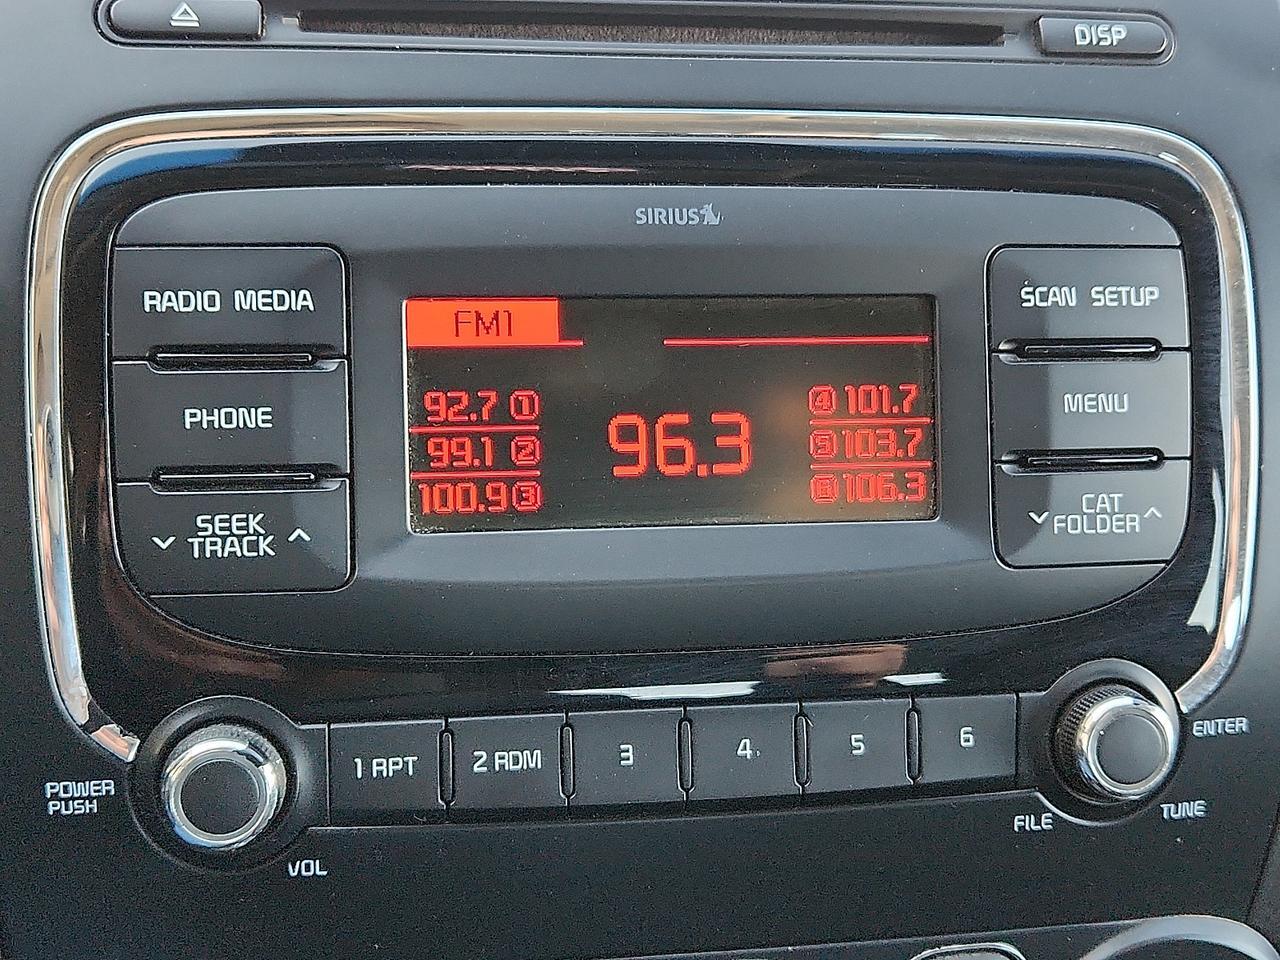 DISP
SIRIUS
RADIO MEDIA
PHONE
SEEK
TRACK
FM1
92.7 1
99.1 2
100.9 3
96.3
4 101.7
5 103.7
6 106.3
SCAN SETUP
MENU
CAT
FOLDER
POWER
PUSH
VOL
1 RPT
2 RDM
3
4
5
6
ENTER
FILE
TUNE